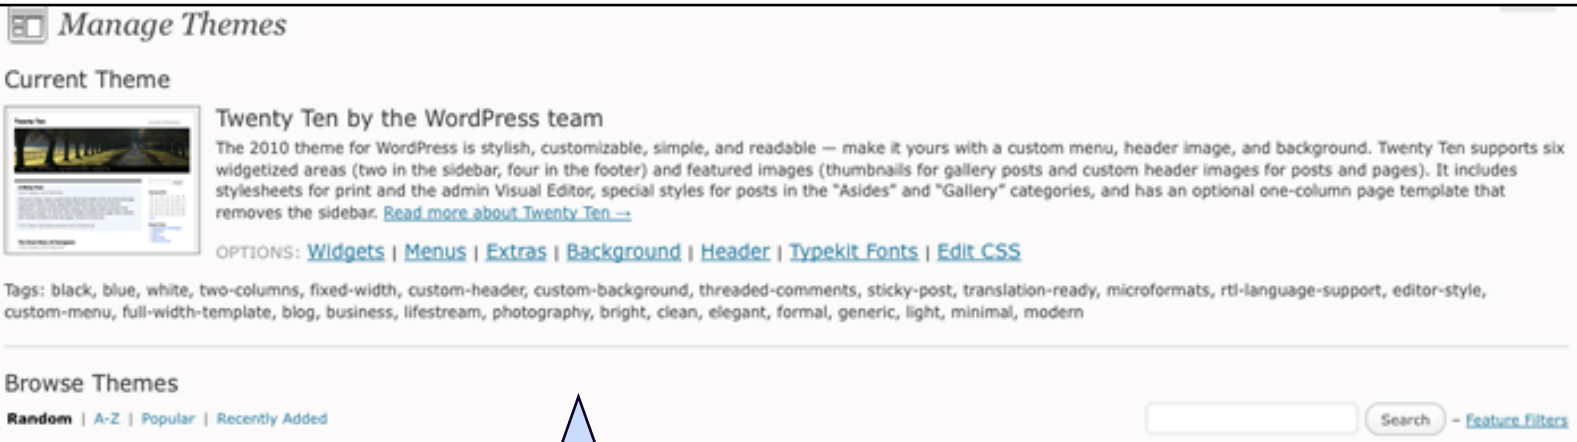 Manage Themes
Current Theme
Twenty Ten by the WordPress team
The 2010 theme for WordPress is stylish, customizable, simple, and readable — make it yours with a custom menu, header image, and background. Twenty Ten supports six
widgetized areas (two in the sidebar, four in the footer) and featured images (thumbnails for gallery posts and custom header images for posts and pages). It includes
stylesheets for print and the admin Visual Editor, special styles for posts in the “Asides” and “Gallery” categories, and has an optional one-column page template that
removes the sidebar. Read more about Twenty Ten →
OPTIONS: Widgets | Menus | Extras | Background | Header | Typekit Fonts | Edit CSS
Tags: black, blue, white, two-columns, fixed-width, custom-header, custom-background, threaded-comments, sticky-post, translation-ready, microformats, rtl-language-support, editor-style,
custom-menu, full-width-template, blog, business, lifestream, photography, bright, clean, elegant, formal, generic, light, minimal, modern
Browse Themes
Random | A-Z | Popular | Recently Added
Search – Feature Filters